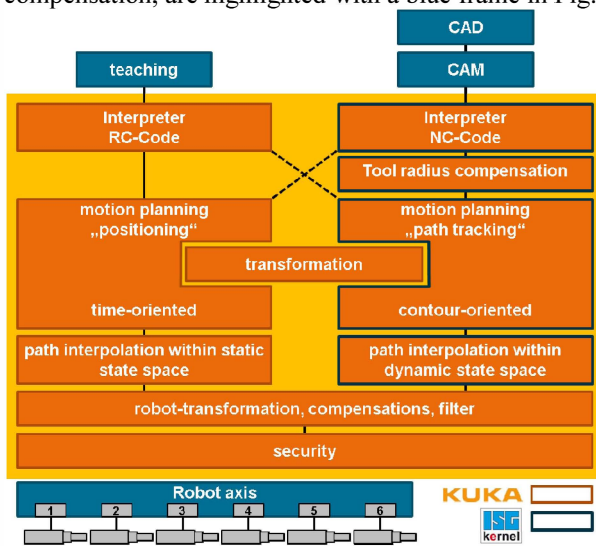 compensation, are highlighted with a blue frame in Fig.
CAD
teaching
CAM
Interpreter
RC-Code
Interpreter
NC-Code
Tool radius compensation
motion planning
„positioning“
motion planning
„path tracking“
transformation
time-oriented
contour-oriented
path interpolation within static
state space
path interpolation within
dynamic state space
robot-transformation, compensations, filter
security
Robot axis
1 2 3 4 5 6
KUKA
ISG
kernel